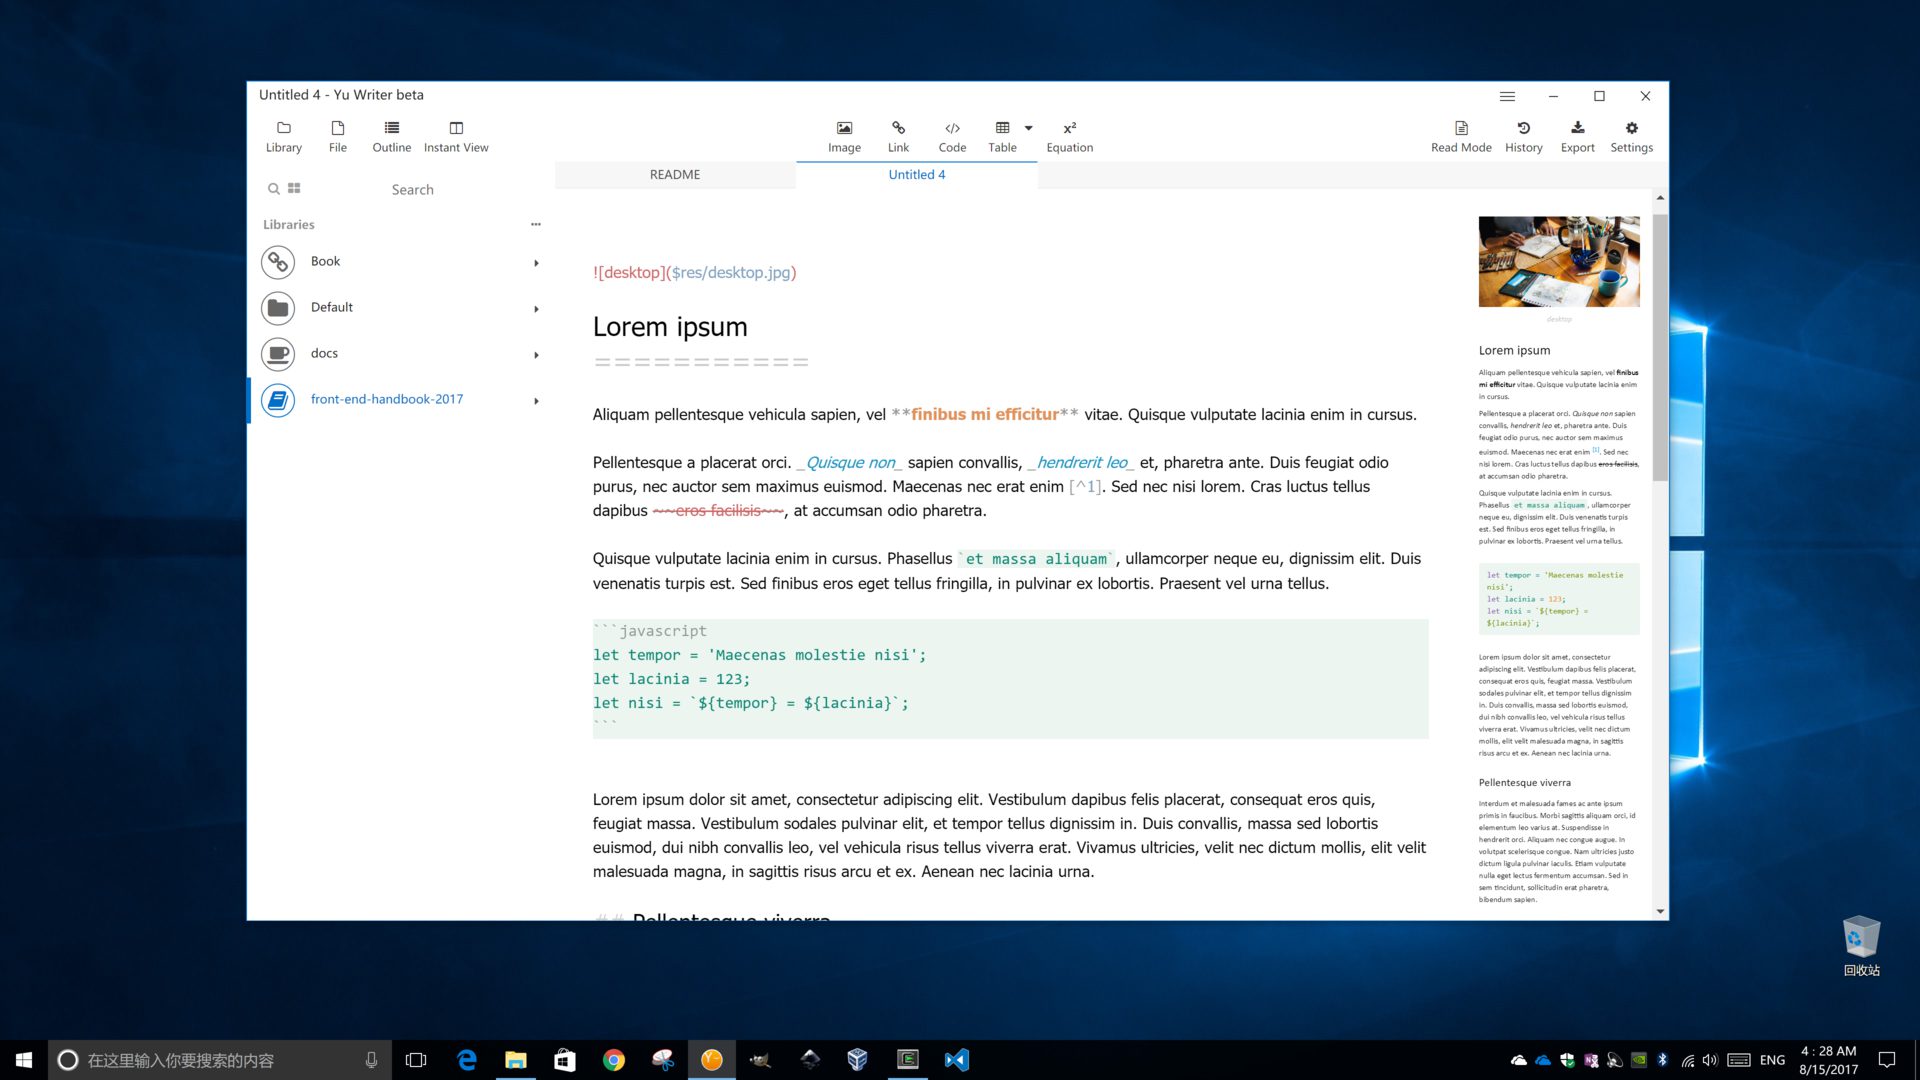 Untitled 4 - Yu Writer beta
Library
File
Outline
Instant View
Image
Link
Code
Table
x²
Equation
Read Mode
History
Export
Settings
Search
README
Untitled 4
Libraries
Book
Default
docs
front-end-handbook-2017
![desktop]($res/desktop.jpg)
Lorem ipsum
===========
Aliquam pellentesque vehicula sapien, vel **finibus mi efficitur** vitae. Quisque vulputate lacinia enim in cursus.
Pellentesque a placerat orci. _Quisque non_ sapien convallis, _hendrerit leo_ et, pharetra ante. Duis feugiat odio
purus, nec auctor sem maximus euismod. Maecenas nec erat enim [^1]. Sed nec nisi lorem. Cras luctus tellus
dapibus ~~eros facilisis~~, at accumsan odio pharetra.
Quisque vulputate lacinia enim in cursus. Phasellus `et massa aliquam`, ullamcorper neque eu, dignissim elit. Duis
venenatis turpis est. Sed finibus eros eget tellus fringilla, in pulvinar ex lobortis. Praesent vel urna tellus.
```javascript
let tempor = 'Maecenas molestie nisi';
let lacinia = 123;
let nisi = `${tempor} = ${lacinia}`;
```
Lorem ipsum dolor sit amet, consectetur adipiscing elit. Vestibulum dapibus felis placerat, consequat eros quis,
feugiat massa. Vestibulum sodales pulvinar elit, et tempor tellus dignissim in. Duis convallis, massa sed lobortis
euismod, dui nibh convallis leo, vel vehicula risus tellus viverra erat. Vivamus ultricies, velit nec dictum mollis, elit velit
malesuada magna, in sagittis risus arcu et ex. Aenean nec lacinia urna.
## Pellentesque viverra
desktop
Lorem ipsum
Aliquam pellentesque vehicula sapien, vel finibus
mi efficitur vitae. Quisque vulputate lacinia enim
in cursus.
Pellentesque a placerat orci. Quisque non sapien
convallis, hendrerit leo et, pharetra ante. Duis
feugiat odio purus, nec auctor sem maximus
euismod. Maecenas nec erat enim [1]. Sed nec
nisi lorem. Cras luctus tellus dapibus eros facilisis,
at accumsan odio pharetra.
Quisque vulputate lacinia enim in cursus.
Phasellus et massa aliquam, ullamcorper
neque eu, dignissim elit. Duis venenatis turpis
est. Sed finibus eros eget tellus fringilla, in
pulvinar ex lobortis. Praesent vel urna tellus.
let tempor = 'Maecenas molestie
nisi';
let lacinia = 123;
let nisi = `${tempor} =
${lacinia}`;
Lorem ipsum dolor sit amet, consectetur
adipiscing elit. Vestibulum dapibus felis placerat,
consequat eros quis, feugiat massa. Vestibulum
sodales pulvinar elit, et tempor tellus dignissim
in. Duis convallis, massa sed lobortis euismod,
dui nibh convallis leo, vel vehicula risus tellus
viverra erat. Vivamus ultricies, velit nec dictum
mollis, elit velit malesuada magna, in sagittis
risus arcu et ex. Aenean nec lacinia urna.
Pellentesque viverra
Interdum et malesuada fames ac ante ipsum
primis in faucibus. Morbi sagittis aliquam orci, id
elementum leo varius at. Suspendisse in
hendrerit orci. Aliquam nec congue augue. In
volutpat scelerisque congue. Nam ultricies justo
dictum ligula pulvinar iaculis. Etiam vulputate
nulla eget lectus fermentum accumsan. Sed in
sem tincidunt, sollicitudin erat pharetra,
bibendum sapien.
回收站
在这里输入你要搜索的内容
ENG
4 : 28 AM
8/15/2017